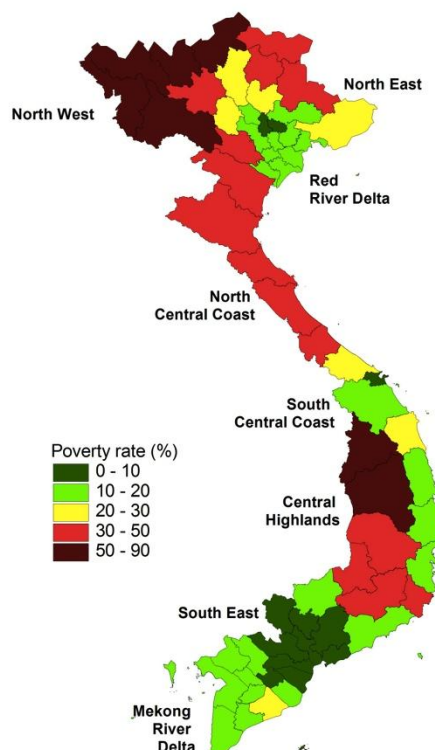 North East
North West
Red
River Delta
North
Central Coast
South
Central Coast
Poverty rate (%)
0 - 10
10 - 20
20 - 30
30 - 50
50 - 90
Central
Highlands
South East
Mekong
River
Delta